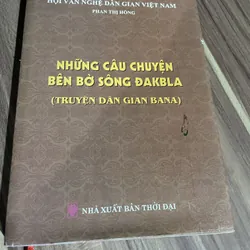 HỘI VĂN NGHỆ DÂN GIAN VIỆT NAM
PHAN THỊ HỒNG
NHỮNG CÂU CHUYỆN
BÊN BỜ SÔNG ĐAKBLA
(TRUYỆN DÂN GIAN BANA)
NHÀ XUẤT BẢN THỜI ĐẠI